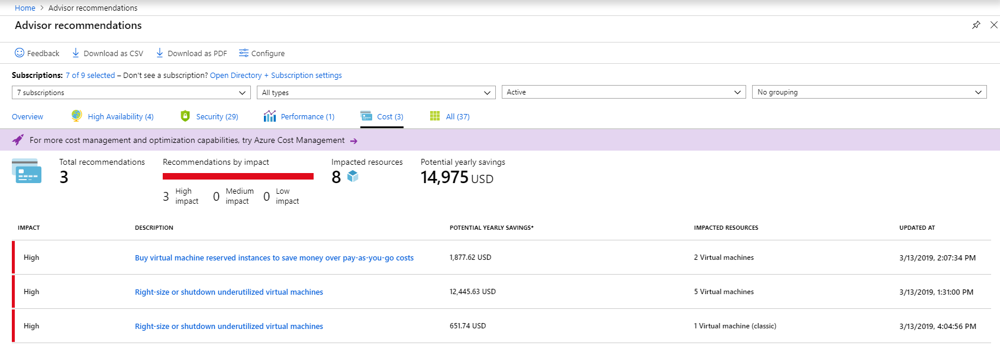 Home > Advisor recommendations
Advisor recommendations
Feedback Download as CSV Download as PDF Configure
Subscriptions: 7 of 9 selected – Don't see a subscription? Open Directory + Subscription settings
7 subscriptions All types Active No grouping
Overview High Availability (4) Security (29) Performance (1) Cost (3) All (37)
For more cost management and optimization capabilities, try Azure Cost Management →
Total recommendations Recommendations by impact Impacted resources Potential yearly savings
3 8 14,975 USD
3 High impact 0 Medium impact 0 Low impact
IMPACT DESCRIPTION POTENTIAL YEARLY SAVINGS* IMPACTED RESOURCES UPDATED AT
High Buy virtual machine reserved instances to save money over pay-as-you-go costs 1,877.62 USD 2 Virtual machines 3/13/2019, 2:07:34 PM
High Right-size or shutdown underutilized virtual machines 12,445.63 USD 5 Virtual machines 3/13/2019, 1:31:00 PM
High Right-size or shutdown underutilized virtual machines 651.74 USD 1 Virtual machine (classic) 3/13/2019, 4:04:56 PM